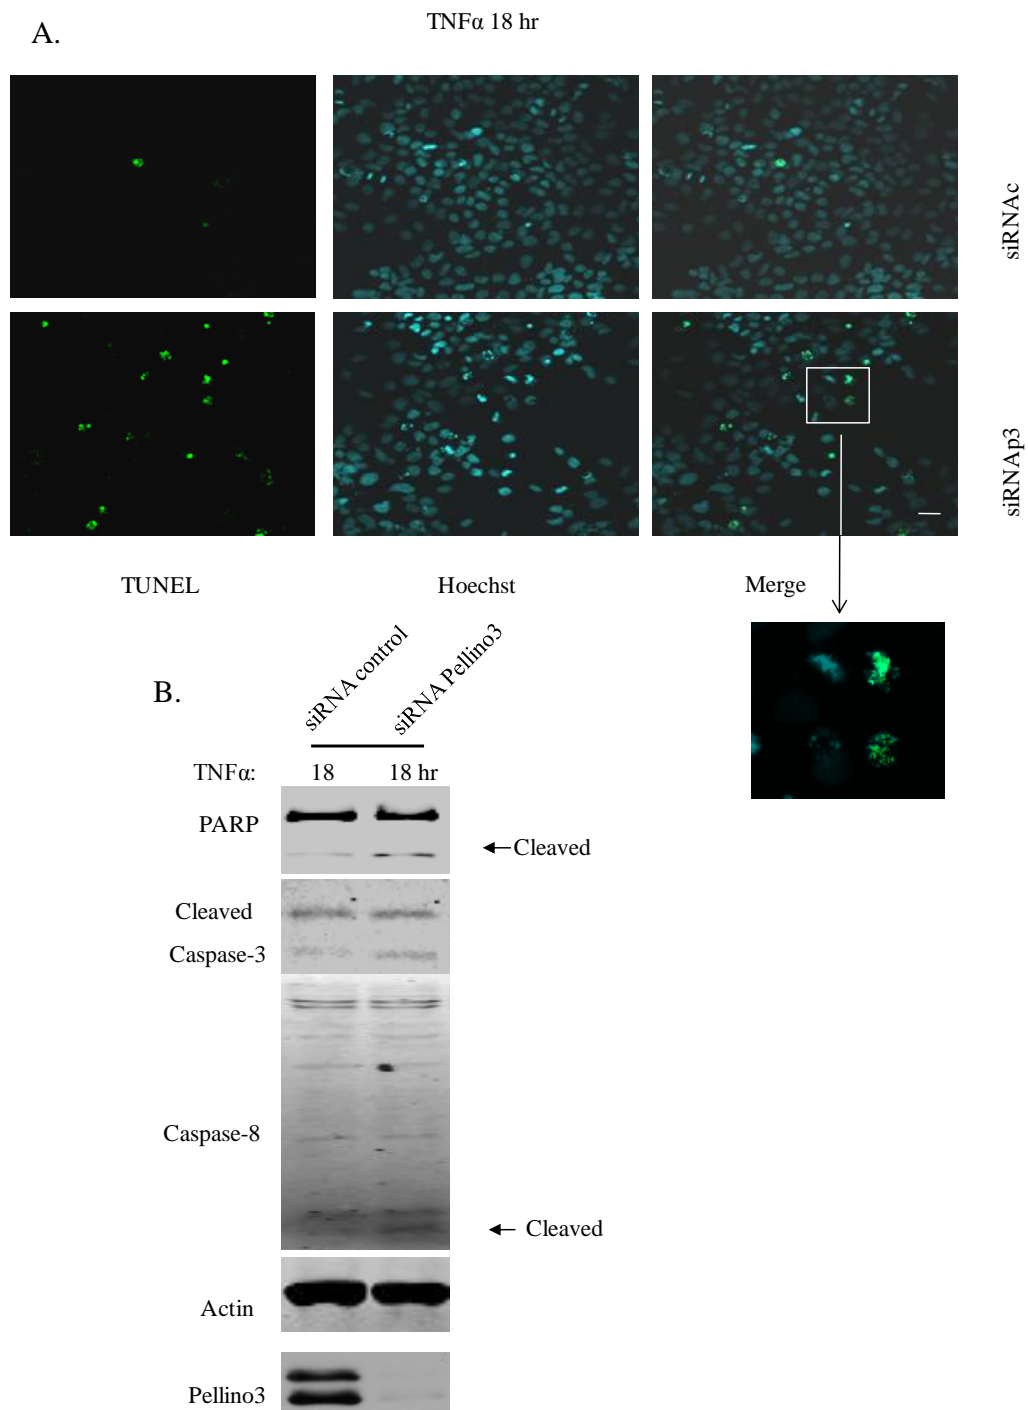 A.
TNFα 18 hr
siRNAc
siRNAp3
TUNEL
Hoechst
Merge
B.
siRNA control
siRNA Pellino3
TNFα:
18
18 hr
PARP
Cleaved
Cleaved
Caspase-3
Caspase-8
Cleaved
Actin
Pellino3